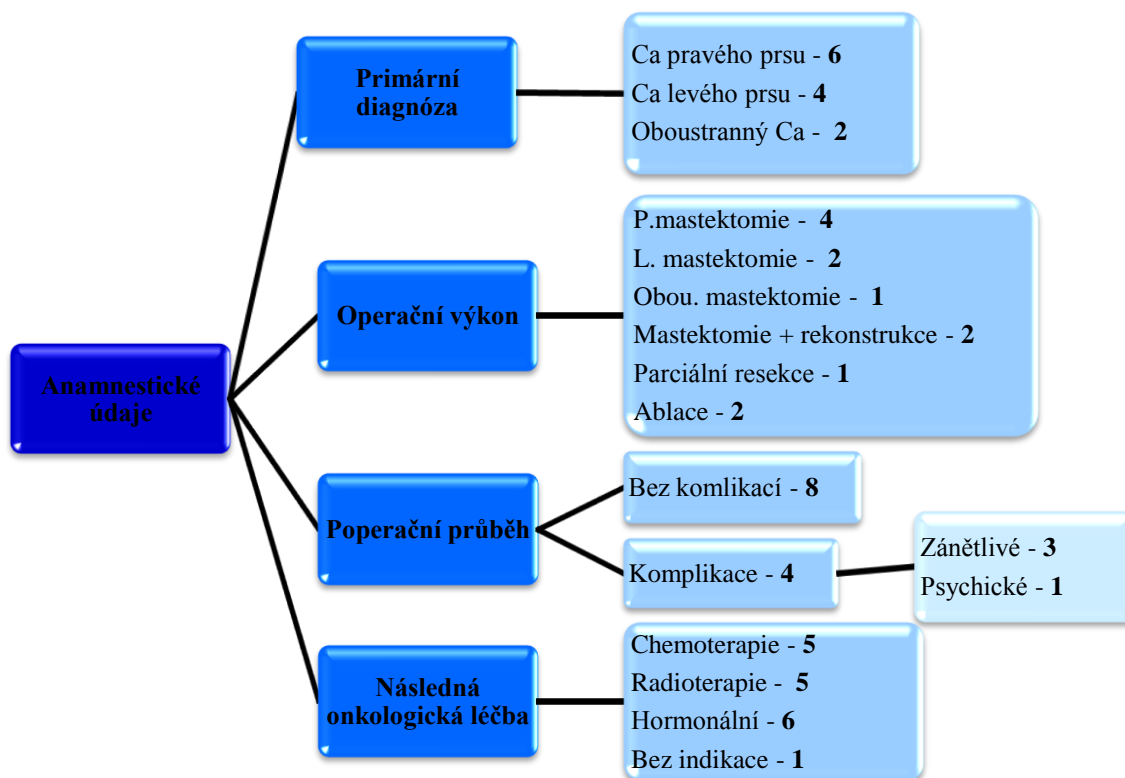 Anamnestické
údaje
Primární
diagnóza
Ca pravého prsu - 6
Ca levého prsu - 4
Oboustranný Ca - 2
Operační výkon
P.mastektomie - 4
L. mastektomie - 2
Obou. mastektomie - 1
Mastektomie + rekonstrukce - 2
Parciální resekce - 1
Ablace - 2
Poperační průběh
Bez komlikací - 8
Komplikace - 4
Zánětlivé - 3
Psychické - 1
Následná
onkologická léčba
Chemoterapie - 5
Radioterapie - 5
Hormonální - 6
Bez indikace - 1